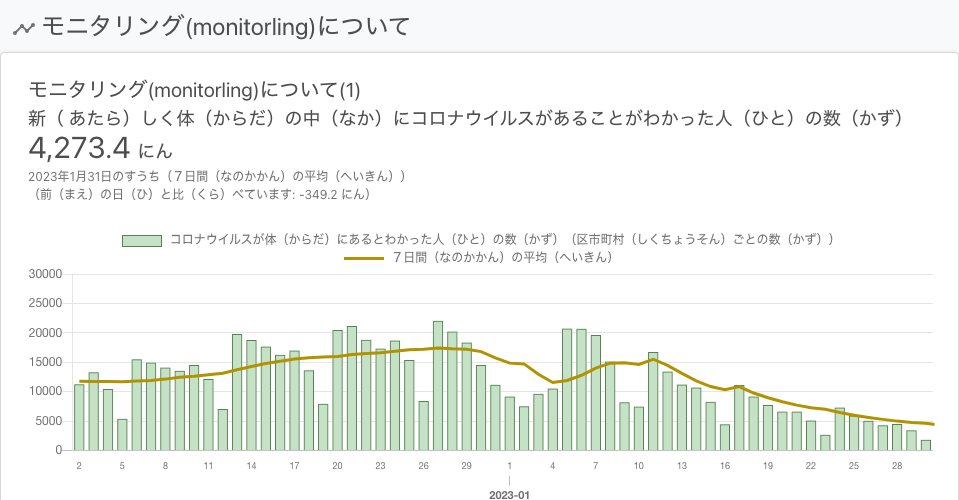 モニタリング(monitorling)について
モニタリング(monitorling)について(1)
新（ あたら）しく体（からだ）の中（なか）にコロナウイルスがあることがわかった人（ひと）の数（かず）
4,273.4 にん
2023年1月31日のすうち（７日間（なのかかん）の平均（へいきん））
（前（まえ）の日（ひ）と比（くら）べています: -349.2 にん）
コロナウイルスが体（からだ）にあるとわかった人（ひと）の数（かず）（区市町村（しくちょうそん）ごとの数（かず））
７日間（なのかかん）の平均（へいきん）
30000
25000
20000
15000
10000
5000
0
2 5 8 11 14 17 20 23 26 29 1 4 7 10 13 16 19 22 25 28
2023-01